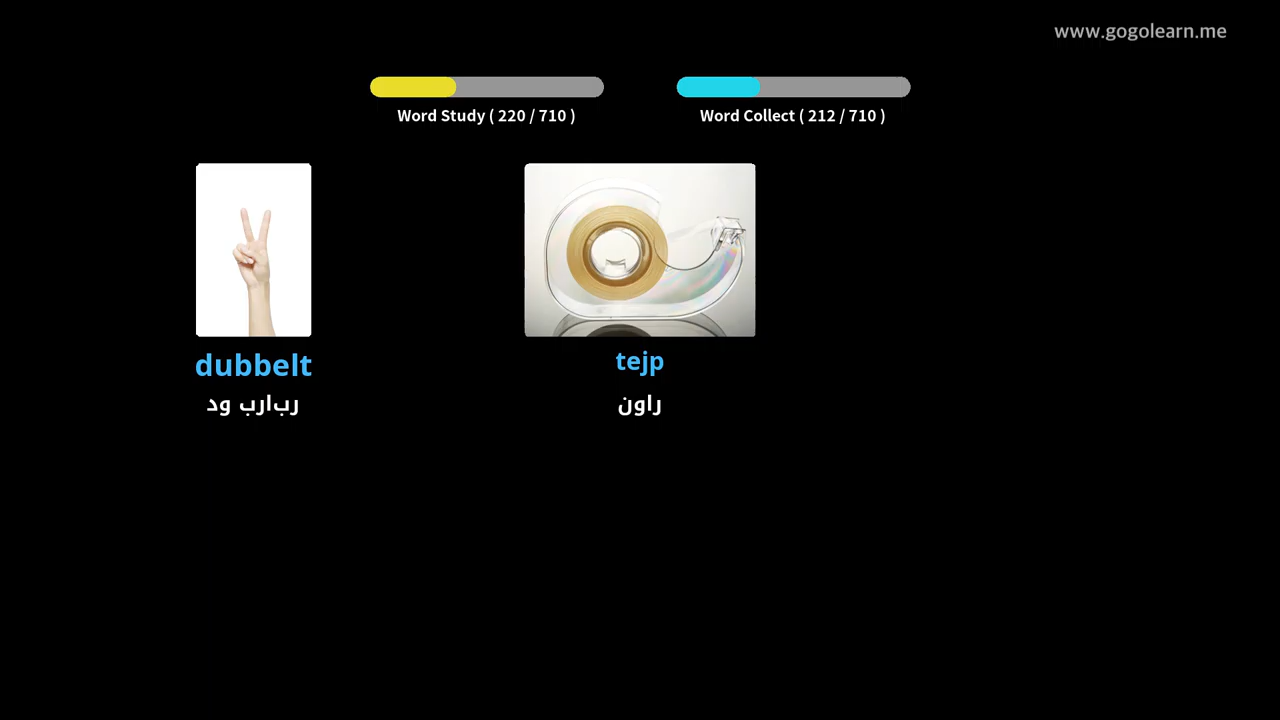 www.gogolearn.me
Word Study ( 220 / 710 )
Word Collect ( 212 / 710 )
dubbelt
ربارب ود
tejp
راون